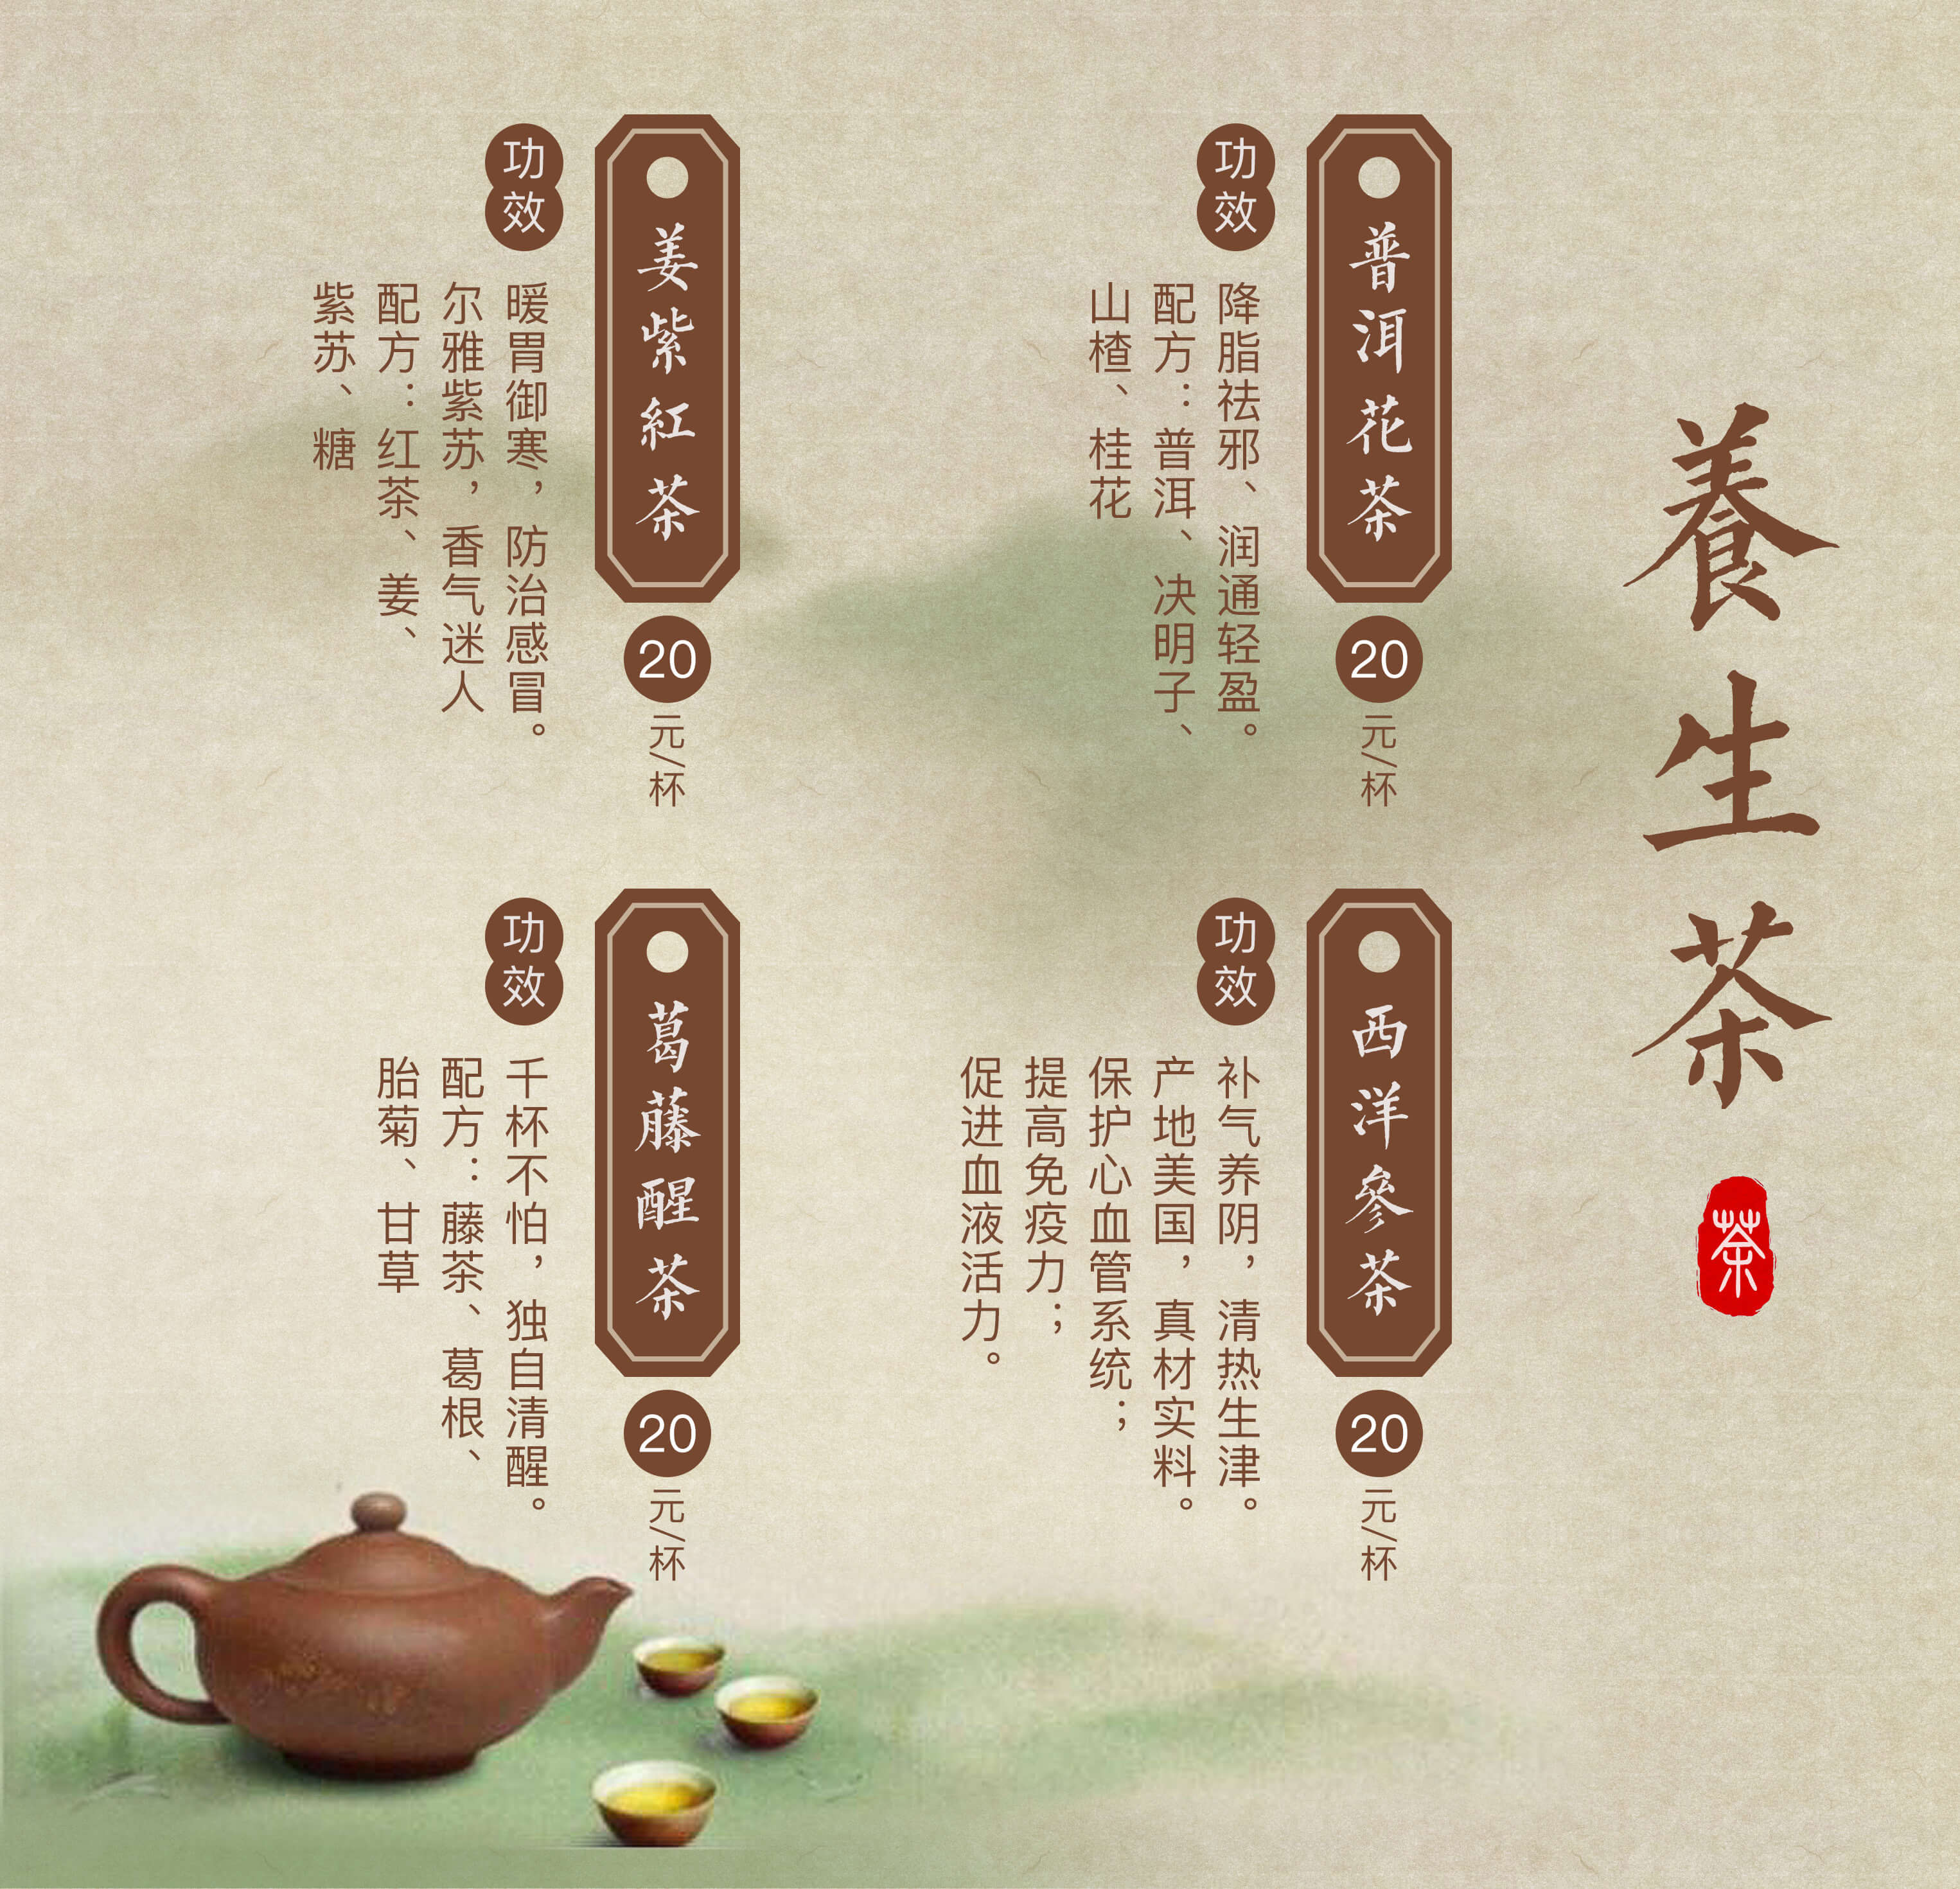 養生茶
茶
普洱花茶
20
元/杯
功效
降脂祛邪、润通轻盈。
配方：普洱、决明子、
山楂、桂花
姜紫紅茶
20
元/杯
功效
暖胃御寒，防治感冒。
尔雅紫苏，香气迷人
配方：红茶、姜、
紫苏、糖
西洋參茶
20
元/杯
功效
补气养阴，清热生津。
产地美国，真材实料。
保护心血管系统；
提高免疫力；
促进血液活力。
葛藤醒茶
20
元/杯
功效
千杯不怕，独自清醒。
配方：藤茶、葛根、
胎菊、甘草